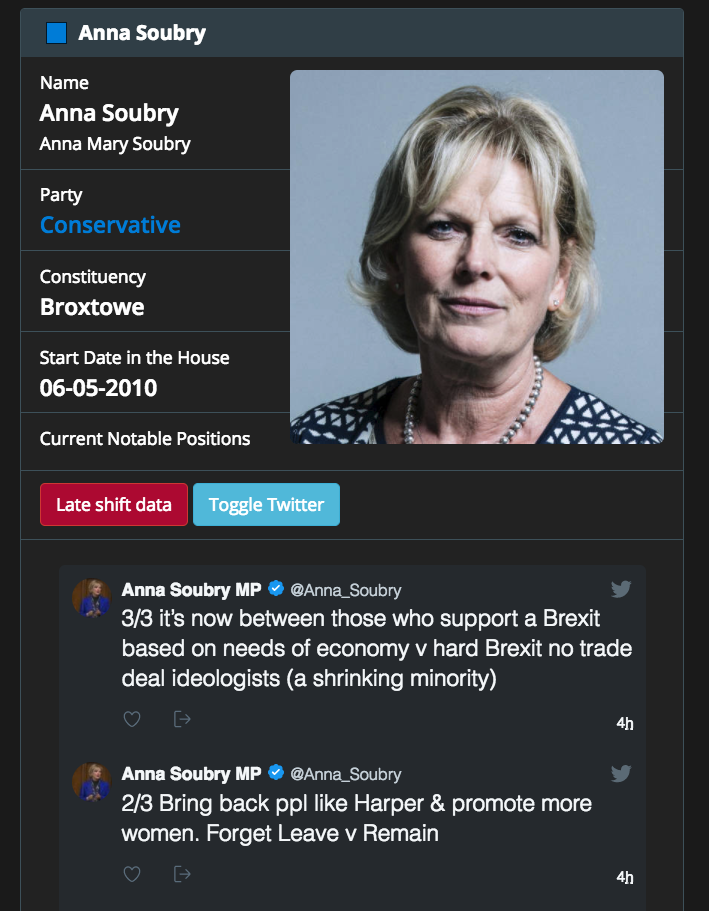 Anna Soubry
Name
Anna Soubry
Anna Mary Soubry
Party
Conservative
Constituency
Broxtowe
Start Date in the House
06-05-2010
Current Notable Positions
Late shift data Toggle Twitter
Anna Soubry MP @Anna_Soubry
3/3 it's now between those who support a Brexit
based on needs of economy v hard Brexit no trade
deal ideologists (a shrinking minority)
4h
Anna Soubry MP @Anna_Soubry
2/3 Bring back ppl like Harper & promote more
women. Forget Leave v Remain
4h